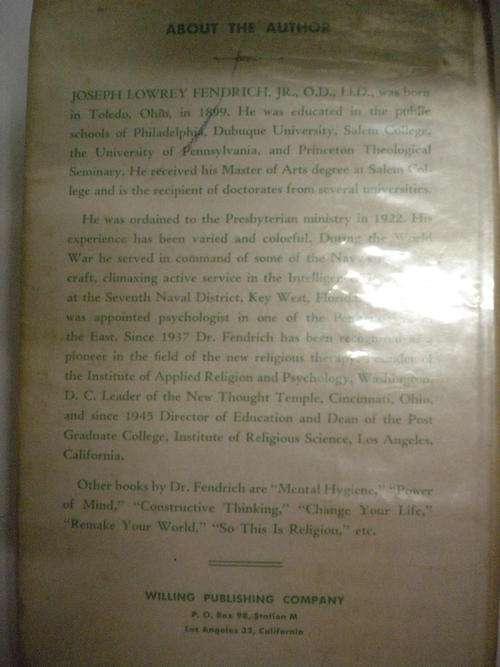 ABOUT THE AUTHOR
JOSEPH LOWREY FENDRICH, JR., O.D., was born
in Toledo, Ohio, in 1899. He was educated in the public
schools of Philadelphia, Dubuque University, Salem College,
the University of Pennsylvania, and Princeton Theological
Seminary. He received his Master of Arts degree at Salem Col-
lege and is the recipient of doctorates from several universities.
He was ordained to the Presbyterian ministry in 1922. His
experience has been varied and colorful. During the World
War he served in command of some of the
craft, climaxing active service in the Intelligence
at the Seventh Naval District, Key West,
was appointed psychologist in one of the
the East. Since 1937 Dr. Fendrich has been
pioneer in the field of the new religious of
the Institute of Applied Religion and Psychology, Washington,
D. C. Leader of the New Thought Temple, Cincinnati, Ohio,
and since 1945 Director of Education and Dean of the Post
Graduate College, Institute of Religious Science, Los Angeles,
California.
Other books by Dr. Fendrich are "Mental Hygiene," "Power
of Mind," "Constructive Thinking," "Change Your Life,"
"Remake Your World," "So This Is Religion," etc.
WILLING PUBLISHING COMPANY
P. O. Box 98, Station M
Los Angeles 32, California